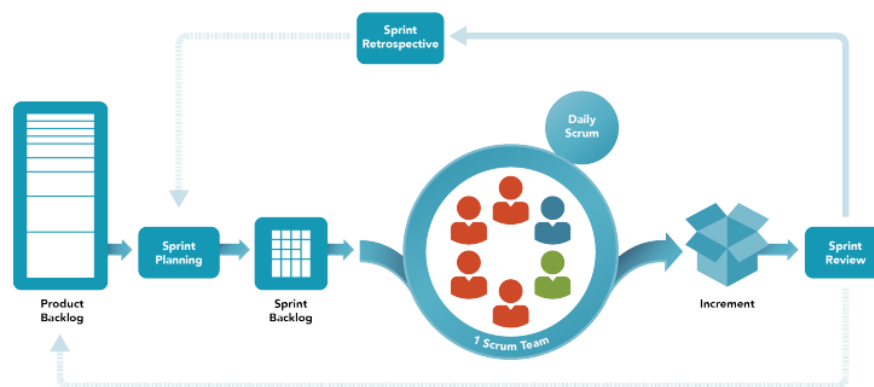 Sprint
Retrospective
Daily
Scrum
Sprint
Planning
Sprint
Review
Product
Backlog
Sprint
Backlog
Increment
1 Scrum Team